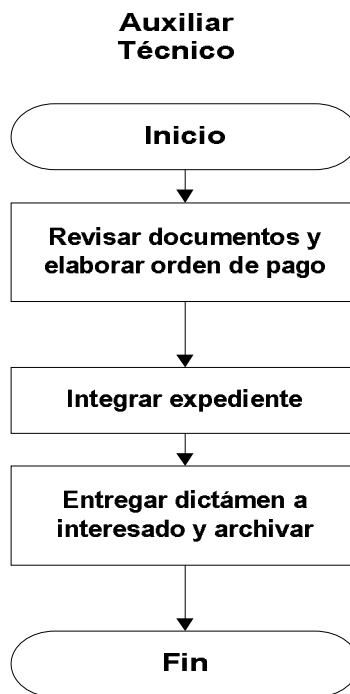 Auxiliar
Técnico
Inicio
Revisar documentos y
elaborar orden de pago
Integrar expediente
Entregar dictámen a
interesado y archivar
Fin